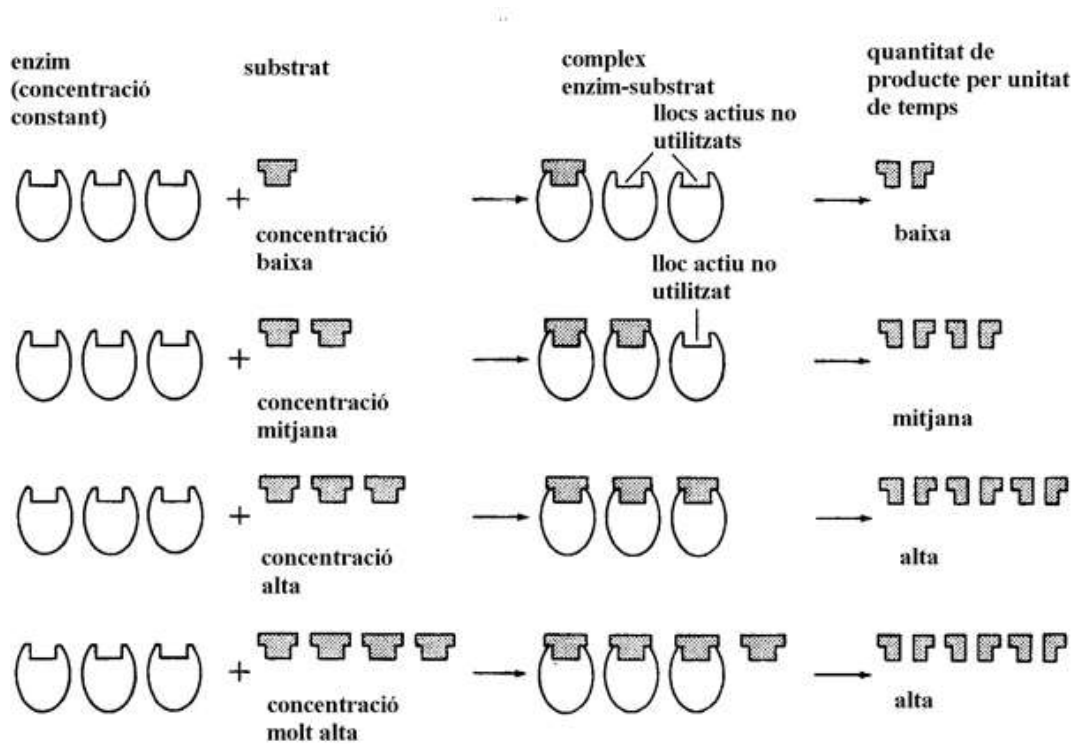 enzim
(concentració
constant)
substrat
complex
enzim-substrat
llocs actius no
utilitzats
quantitat de
producte per unitat
de temps
+
concentració
baixa
baixa
lloc actiu no
utilitzat
+
concentració
mitjana
mitjana
+
concentració
alta
alta
+
concentració
molt alta
alta